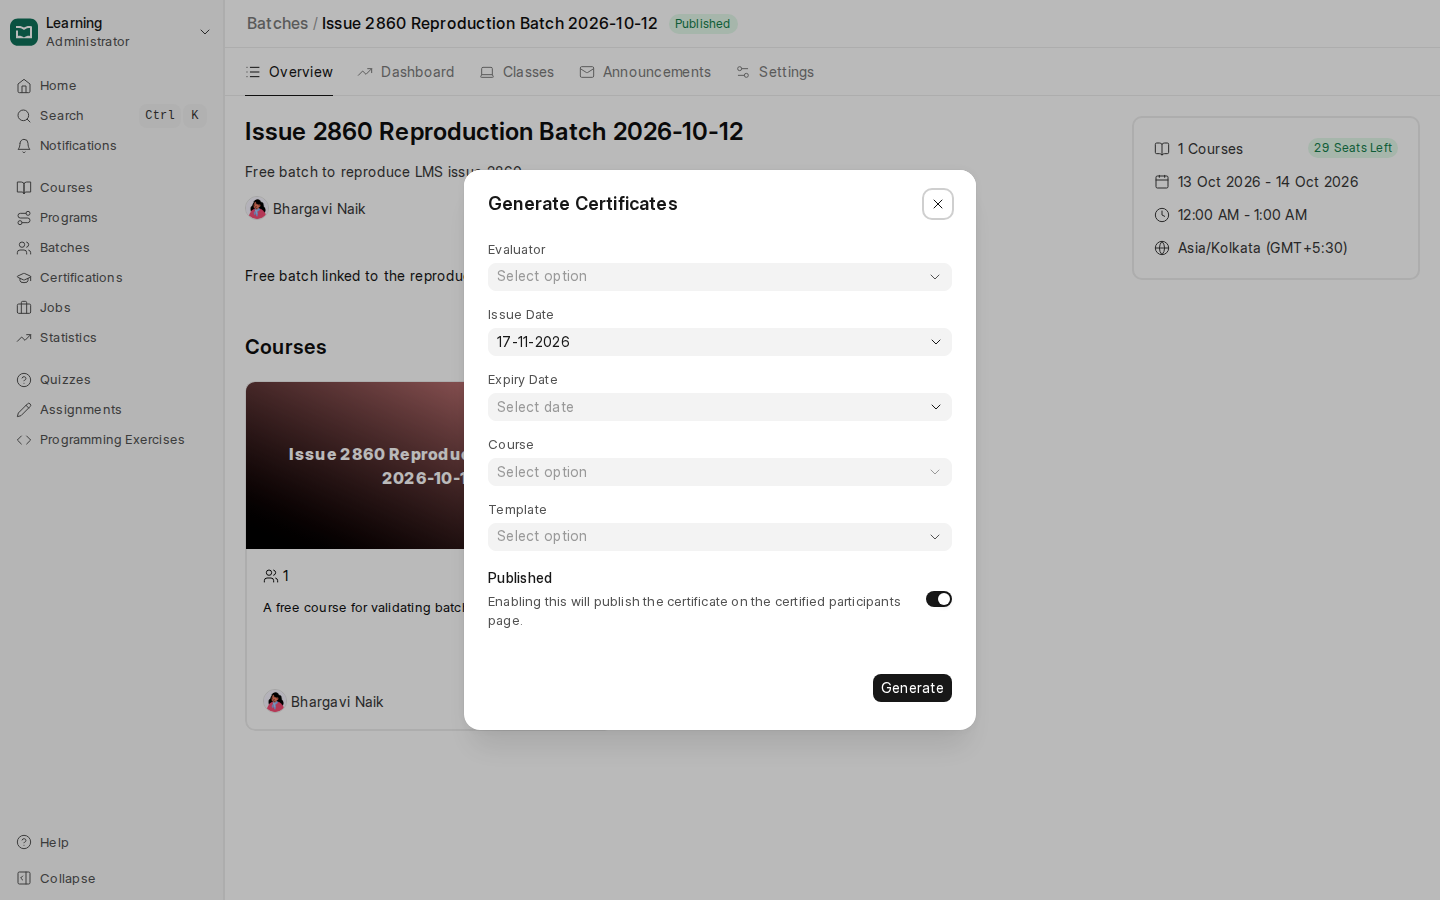 Learning
Administrator
Home
Search Ctrl K
Notifications
Courses
Programs
Batches
Certifications
Jobs
Statistics
Quizzes
Assignments
Programming Exercises
Help
Collapse
Batches / Issue 2860 Reproduction Batch 2026-10-12 Published
Overview Dashboard Classes Announcements Settings
Issue 2860 Reproduction Batch 2026-10-12
Free batch to reproduce LMS issue 2860
Bhargavi Naik
Free batch linked to the
Courses
Issue 2860
2026-10-
1
A free course for validating
Bhargavi Naik
1 Courses 29 Seats Left
13 Oct 2026 - 14 Oct 2026
12:00 AM - 1:00 AM
Asia/Kolkata (GMT+5:30)
Generate Certificates
Evaluator
Select option
Issue Date
17-11-2026
Expiry Date
Select date
Course
Select option
Template
Select option
Published
Enabling this will publish the certificate on the certified participants
page.
Generate